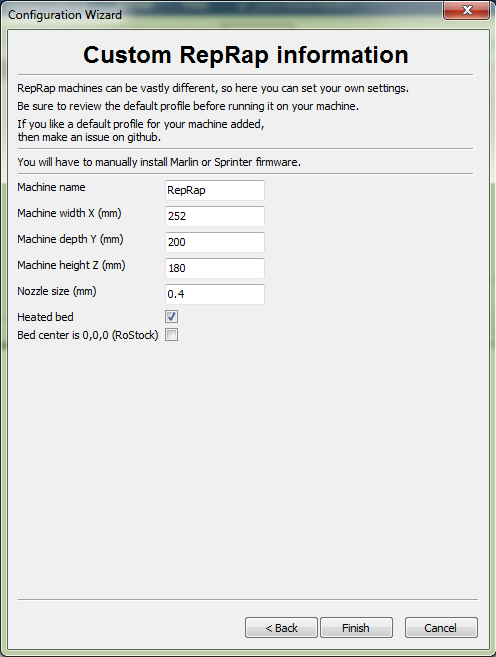 Configuration Wizard
Custom RepRap information
RepRap machines can be vastly different, so here you can set your own settings.
Be sure to review the default profile before running it on your machine.
If you like a default profile for your machine added,
then make an issue on github.
You will have to manually install Marlin or Sprinter firmware.
Machine name RepRap
Machine width X (mm) 252
Machine depth Y (mm) 200
Machine height Z (mm) 180
Nozzle size (mm) 0.4
Heated bed
Bed center is 0,0,0 (RoStock)
< Back Finish Cancel